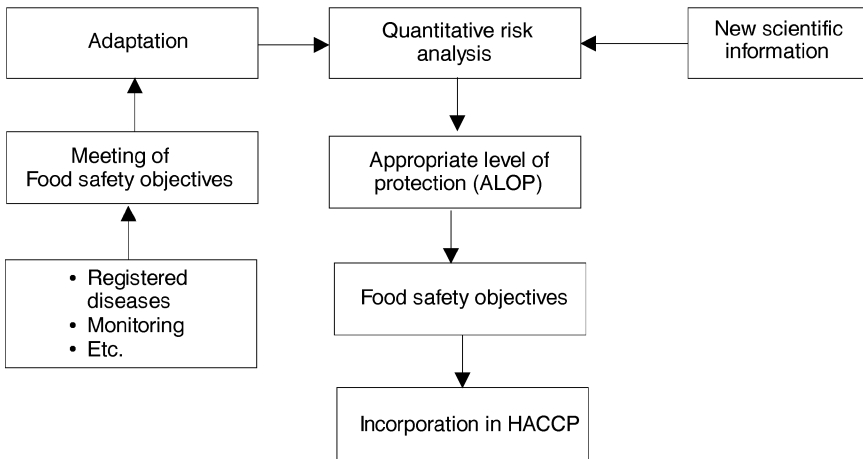 Adaptation
Quantitative risk
analysis
New scientific
information
Meeting of
Food safety objectives
Appropriate level of
protection (ALOP)
• Registered
diseases
• Monitoring
• Etc.
Food safety objectives
Incorporation in HACCP